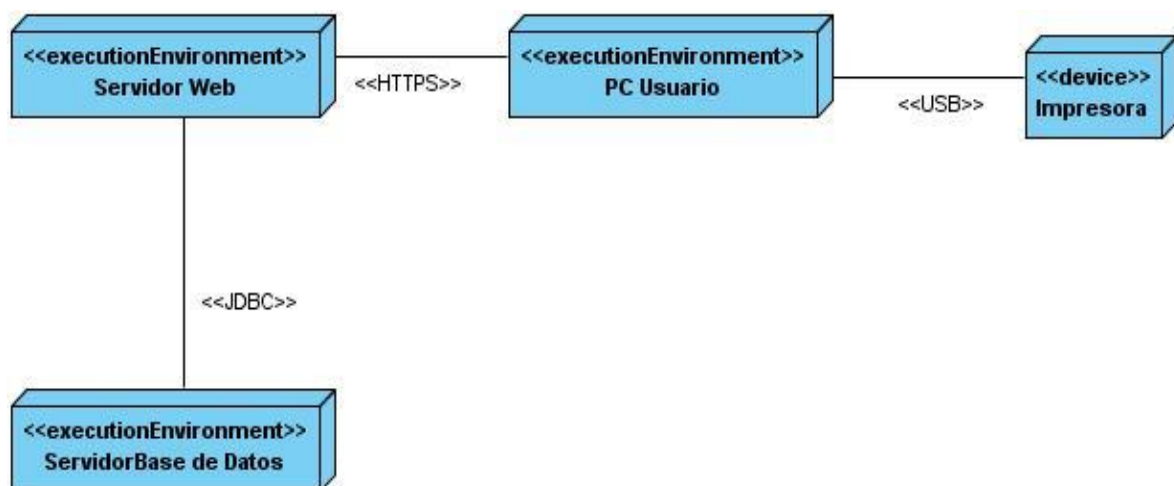 <<executionEnvironment>>
Servidor Web
<<HTTPS>>
<<executionEnvironment>>
PC Usuario
<<USB>>
<<device>>
Impresora
<<JDBC>>
<<executionEnvironment>>
ServidorBase de Datos